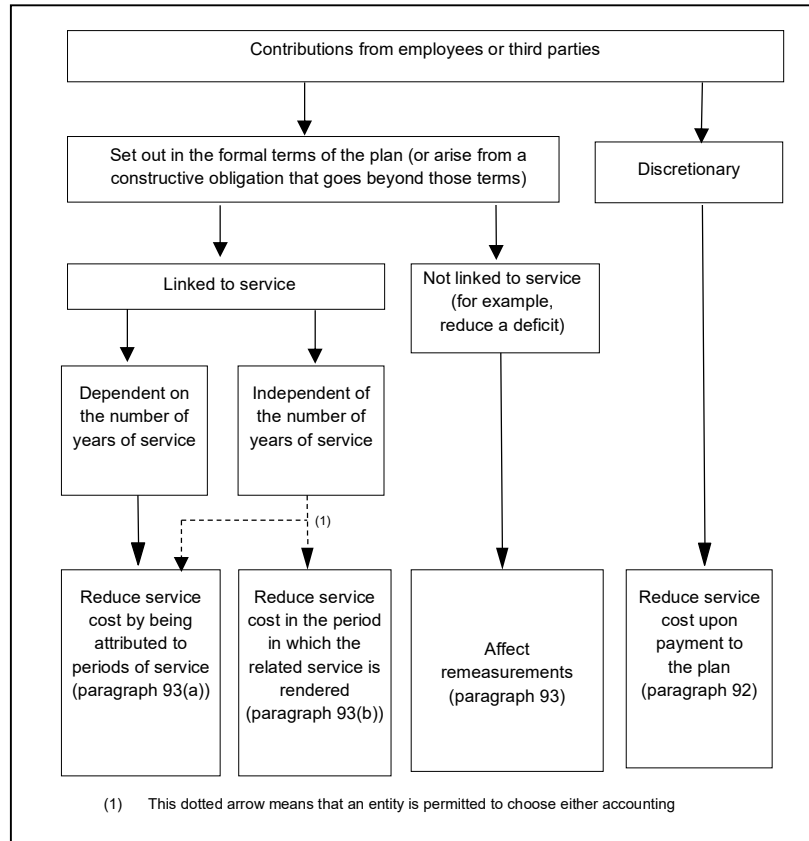 Contributions from employees or third parties
Set out in the formal terms of the plan (or arise from a
constructive obligation that goes beyond those terms)
Discretionary
Linked to service
Not linked to service
(for example,
reduce a deficit)
Dependent on
the number of
years of service
Independent of
the number of
years of service
(1)
Reduce service
cost by being
attributed to
periods of service
(paragraph 93(a))
Reduce service
cost in the period
in which the
related service is
rendered
(paragraph 93(b))
Affect
remeasurements
(paragraph 93)
Reduce service
cost upon
payment to
the plan
(paragraph 92)
(1) This dotted arrow means that an entity is permitted to choose either accounting